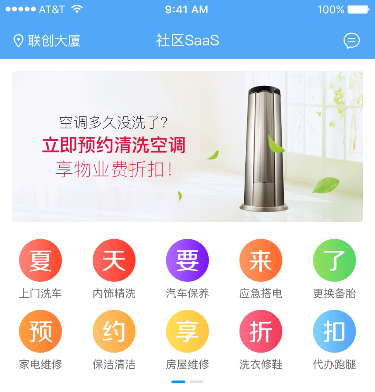 AT&T 9:41 AM 100%
联创大厦 社区SaaS
空调多久没洗了?
立即预约清洗空调
享物业费折扣!
夏 要 来 了
上门洗车 内饰精洗 汽车保养 应急搭电 更换备胎
预 约 享 折 扣
家电维修 保洁清洁 房屋维修 洗衣修鞋 代办跑腿